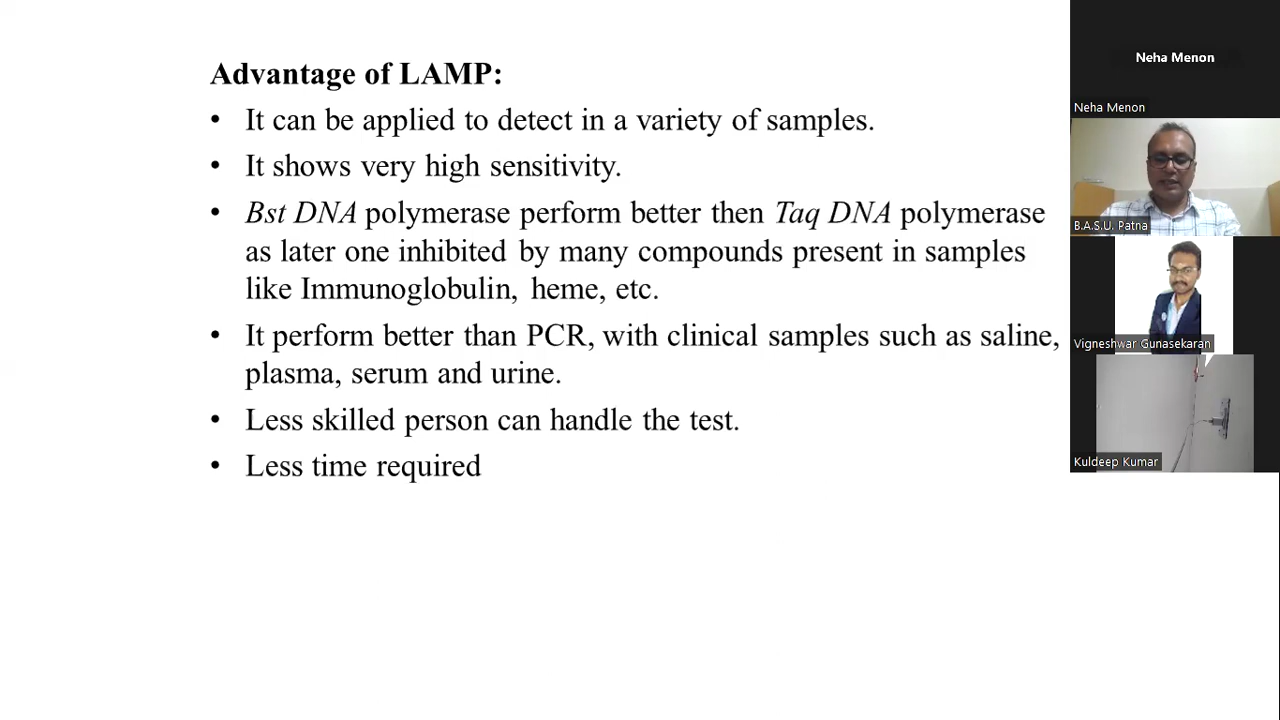 Advantage of LAMP:
• It can be applied to detect in a variety of samples.
• It shows very high sensitivity.
• Bst DNA polymerase perform better then Taq DNA polymerase
as later one inhibited by many compounds present in samples
like Immunoglobulin, heme, etc.
• It perform better than PCR, with clinical samples such as saline,
plasma, serum and urine.
• Less skilled person can handle the test.
• Less time required
Neha Menon
Neha Menon
B.A.S.U. Patna
Vigneshwar Gunasekaran
Kuldeep Kumar